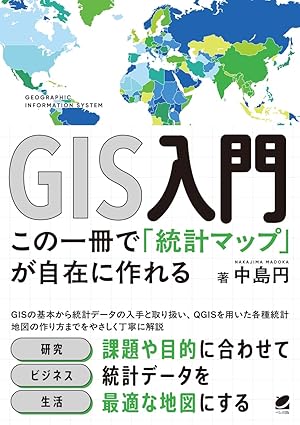 GEOGRAPHIC
INFORMATION SYSTEM
GIS入門
この一冊で「統計マップ」
が自在に作れる
NAKAJIMA MADOKA
著 中島円
GISの基本から統計データの入手と取り扱い、QGISを用いた各種統計
地図の作り方までをやさしく丁寧に解説
研究
ビジネス
生活
課題や目的に合わせて
統計データを
最適な地図にする